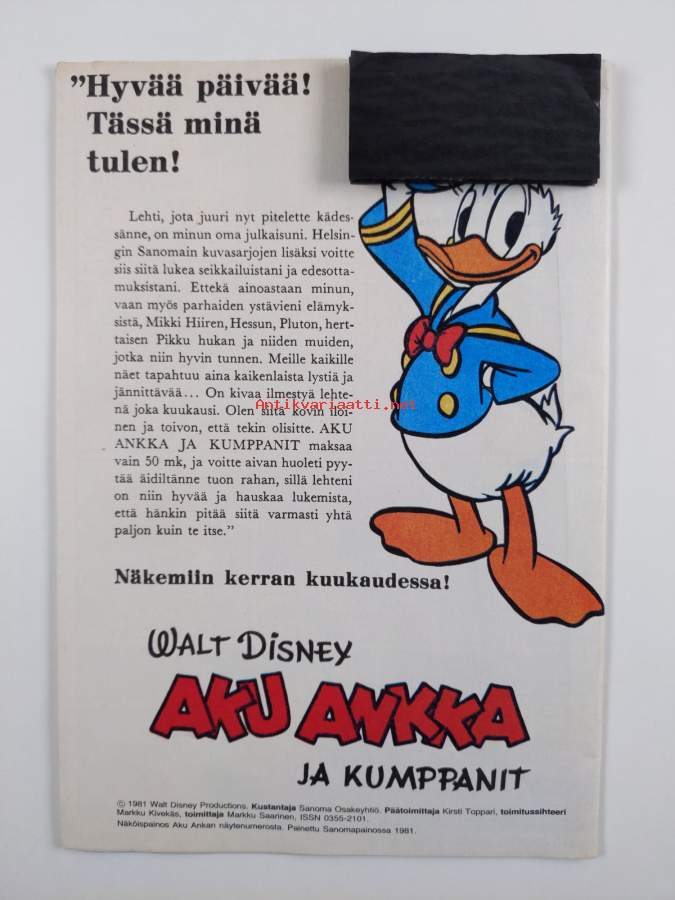 ”Hyvää päivää!
Tässä minä
tulen!
Lehti, jota juuri nyt pitelette kädes-
sänne, on minun oma julkaisuni. Helsin-
gin Sanomain kuvasarjojen lisäksi voitte
siis siitä lukea seikkailuistani ja edesotta-
muksistani. Ettekä ainoastaan minun,
vaan myös parhaiden ystävieni elämyk-
sistä, Mikki Hiiren, Hessun, Pluton, hert-
taisen Pikku hukan ja niiden muiden,
jotka niin hyvin tunnen. Meille kaikille
näet tapahtuu aina kaikenlaista lystiä ja
jännittävää... On kivaa ilmestyä lehte-
nä joka kuukausi. Olen siitä kovin iloi-
nen ja toivon, että tekin olisitte. AKU
ANKKA JA KUMPPANIT maksaa
vain 50 mk, ja voitte aivan huoleti pyy-
tää äidiltänne tuon rahan, sillä lehteni
on niin hyvää ja hauskaa lukemista,
että hänkin pitää siitä varmasti yhtä
paljon kuin te itse.”
Antikvariaatti.net
Näkemiin kerran kuukaudessa!
WALT DISNEY
AKU ANKKA
JA KUMPPANIT
© 1981 Walt Disney Productions. Kustantaja Sanoma Osakeyhtiö. Päätoimittaja Kirsti Toppari, toimitussihteeri
Markku Kivekäs, toimittaja Markku Saarinen, ISSN 0355-2101.
Näköispainos Aku Ankan näytenumerosta. Painettu Sanomapainossa 1981.